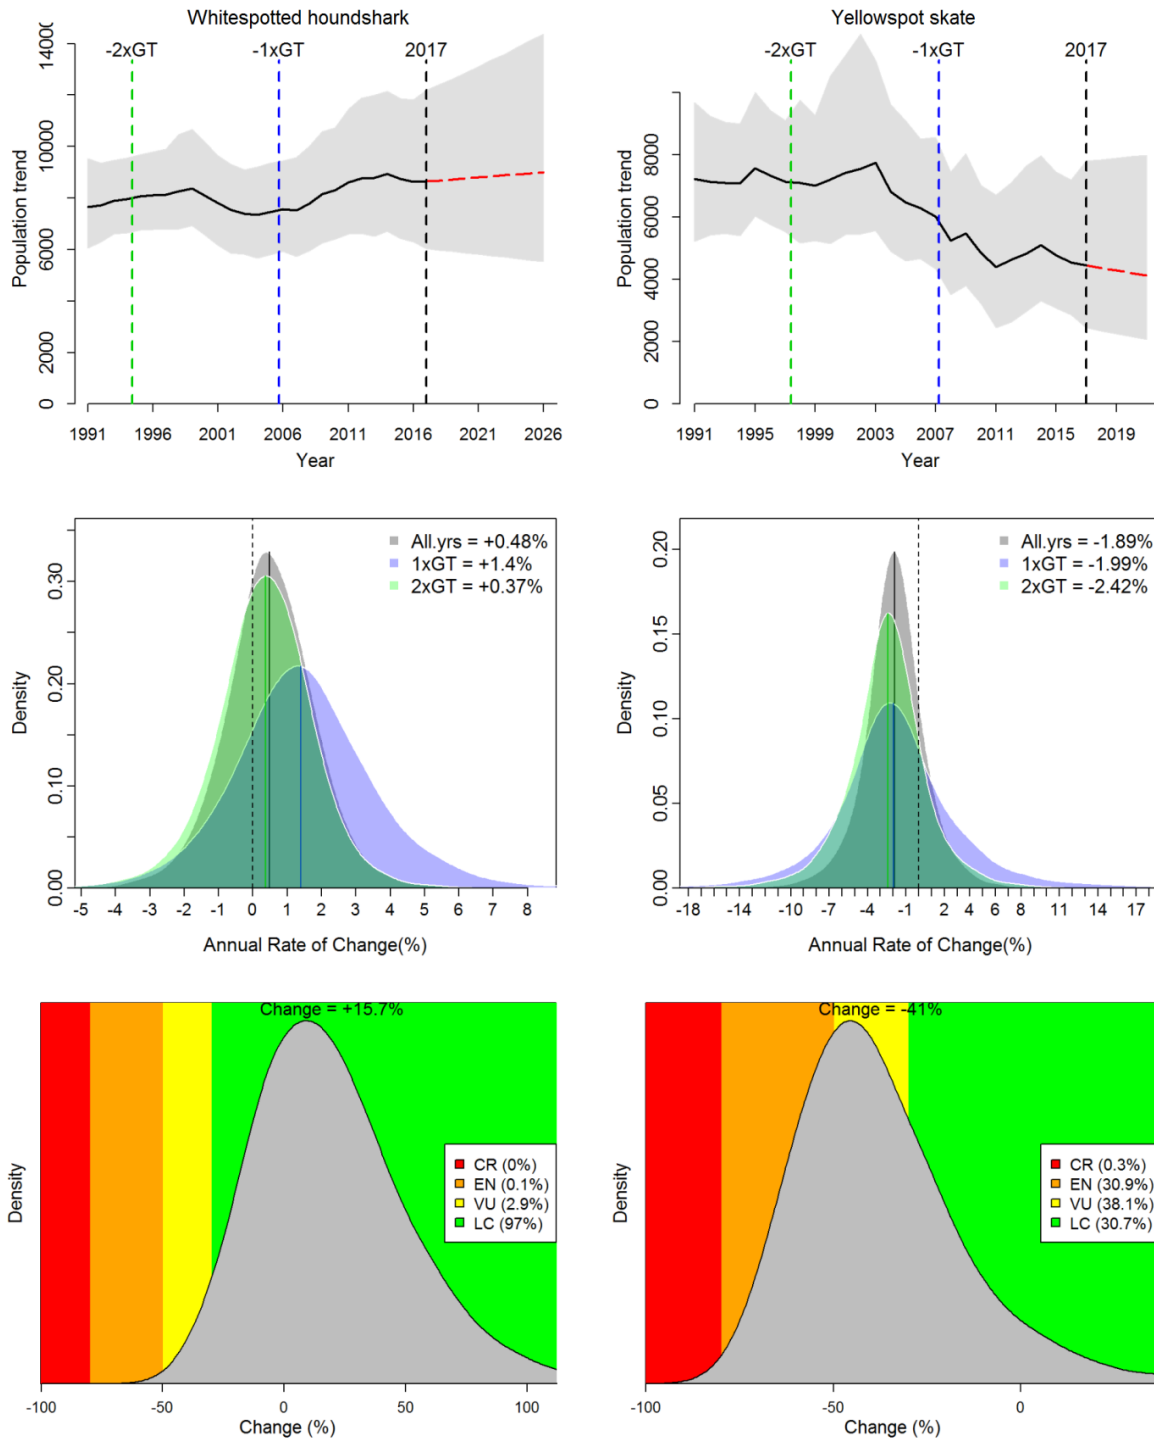 Whitespotted houndshark
-2xGT -1xGT 2017
Population trend
0 2000 6000 10000 14000
1991 1996 2001 2006 2011 2016 2021 2026
Year
Yellowspot skate
-2xGT -1xGT 2017
Population trend
0 2000 4000 6000 8000
1991 1995 1999 2003 2007 2011 2015 2019
Year
All.yrs = +0.48%
1xGT = +1.4%
2xGT = +0.37%
Density
0.00 0.10 0.20 0.30
-5 -4 -3 -2 -1 0 1 2 3 4 5 6 7 8
Annual Rate of Change(%)
All.yrs = -1.89%
1xGT = -1.99%
2xGT = -2.42%
Density
0.00 0.05 0.10 0.15 0.20
-18 -14 -10 -7 -4 -1 2 4 6 8 11 14 17
Annual Rate of Change(%)
Change = +15.7%
Density
CR (0%)
EN (0.1%)
VU (2.9%)
LC (97%)
-100 -50 0 50 100
Change (%)
Change = -41%
Density
CR (0.3%)
EN (30.9%)
VU (38.1%)
LC (30.7%)
-100 -50 0
Change (%)